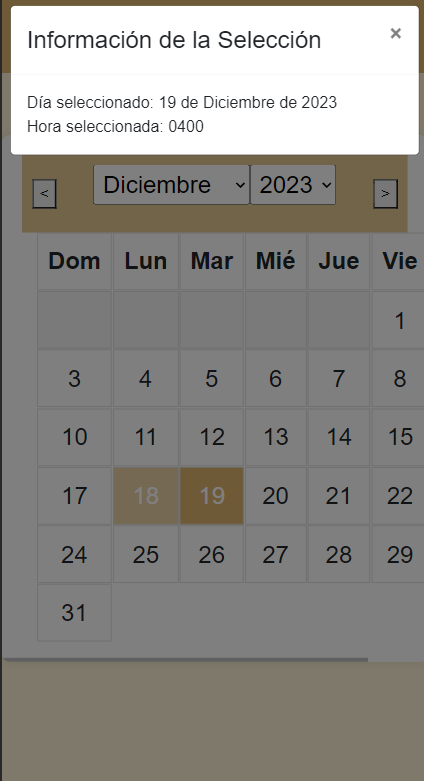 Información de la Selección ×
Día seleccionado: 19 de Diciembre de 2023
Hora seleccionada: 0400
< Diciembre 2023 >
Dom Lun Mar Mié Jue Vie
1
3 4 5 6 7 8
10 11 12 13 14 15
17 18 19 20 21 22
24 25 26 27 28 29
31